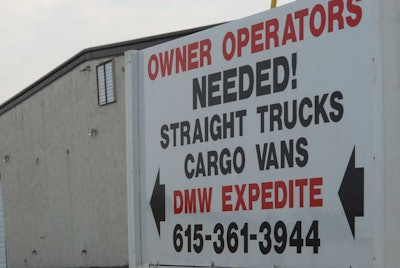 OWNER OPERATORS
NEEDED!
STRAIGHT TRUCKS
CARGO VANS
DMW EXPEDITE
615-361-3944